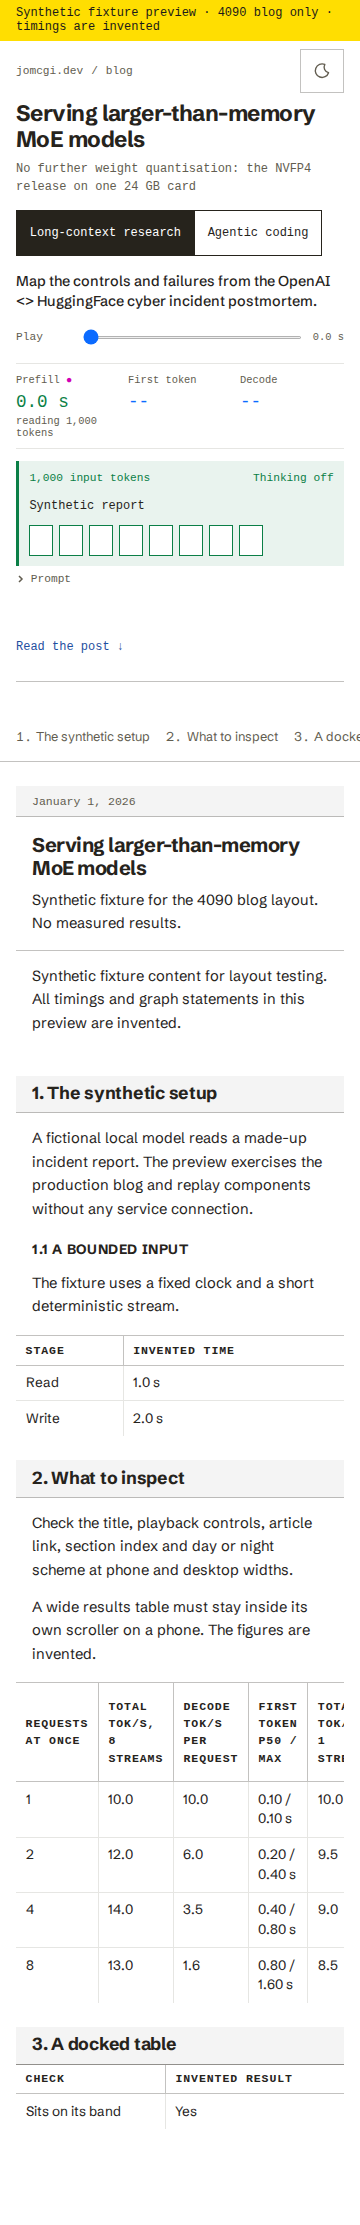 Synthetic fixture preview · 4090 blog only ·
timings are invented
jomcgi.dev / blog
Serving larger-than-memory
MoE models
No further weight quantisation: the NVFP4
release on one 24 GB card
Long-context research
Agentic coding
Map the controls and failures from the OpenAI
<> HuggingFace cyber incident postmortem.
Play
0.0 s
Prefill
First token
Decode
0.0 s
--
--
reading 1,000
tokens
1,000 input tokens
Thinking off
Synthetic report
› Prompt
Read the post ↓
1. The synthetic setup
2. What to inspect
3. A docke
January 1, 2026
Serving larger-than-memory
MoE models
Synthetic fixture for the 4090 blog layout.
No measured results.
Synthetic fixture content for layout testing.
All timings and graph statements in this
preview are invented.
1. The synthetic setup
A fictional local model reads a made-up
incident report. The preview exercises the
production blog and replay components
without any service connection.
1.1 A BOUNDED INPUT
The fixture uses a fixed clock and a short
deterministic stream.
STAGE INVENTED TIME
Read 1.0 s
Write 2.0 s
2. What to inspect
Check the title, playback controls, article
link, section index and day or night
scheme at phone and desktop widths.
A wide results table must stay inside its
own scroller on a phone. The figures are
invented.
REQUESTS
AT ONCE
TOTAL
TOK/S,
8
STREAMS
DECODE
TOK/S
PER
REQUEST
FIRST
TOKEN
P50 /
MAX
TOTA
TOK/
1
STRE
1 10.0 10.0 0.10 / 10.0
0.10 s
2 12.0 6.0 0.20 / 9.5
0.40 s
4 14.0 3.5 0.40 / 9.0
0.80 s
8 13.0 1.6 0.80 / 8.5
1.60 s
3. A docked table
CHECK INVENTED RESULT
Sits on its band Yes